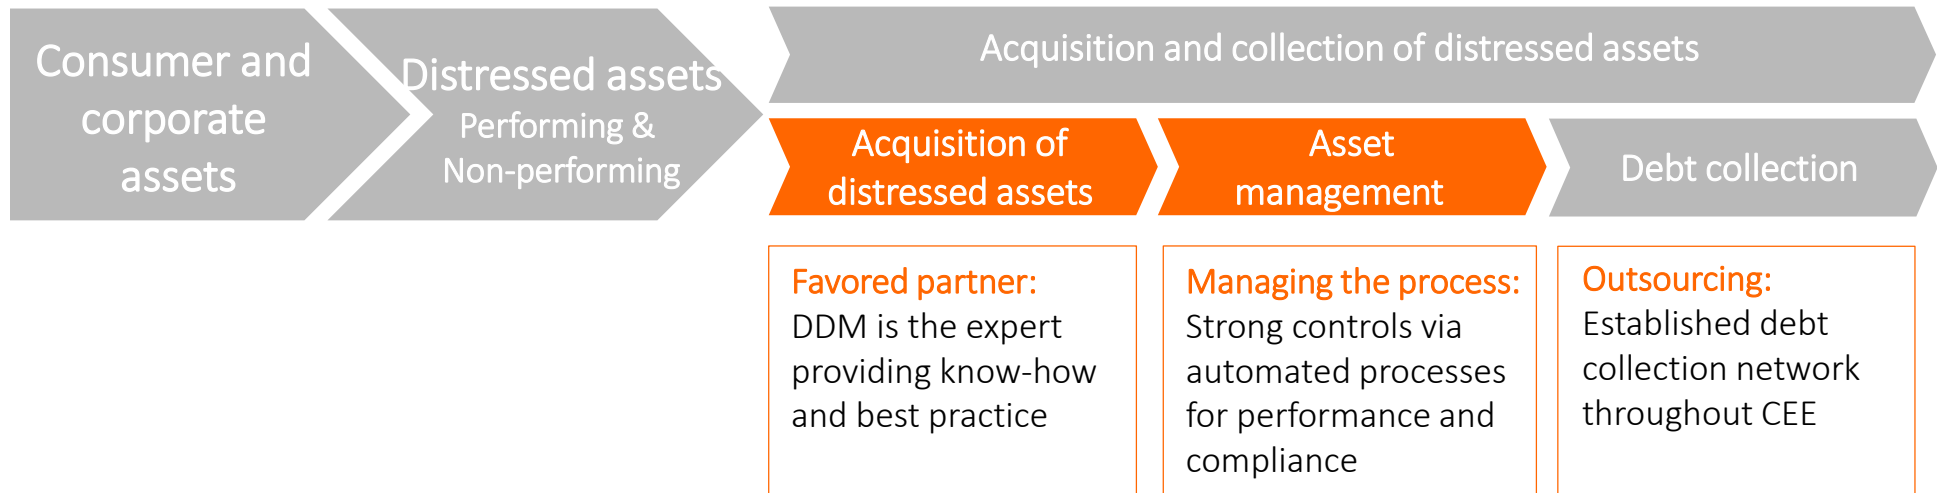 Consumer and
corporate
assets
Distressed assets
Performing &
Non-performing
Acquisition and collection of distressed assets
Acquisition of
distressed assets
Asset
management
Debt collection
Favored partner:
DDM is the expert
providing know-how
and best practice
Managing the process:
Strong controls via
automated processes
for performance and
compliance
Outsourcing:
Established debt
collection network
throughout CEE